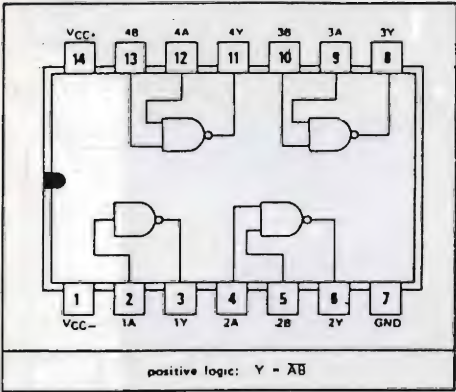 VCC+ 4B 4A 4Y 3B 3A 3Y
14 13 12 11 10 9 8
1 2 3 4 5 6 7
VCC− 1A 1Y 2A 2B 2Y GND
positive logic: Y = A̅B̅